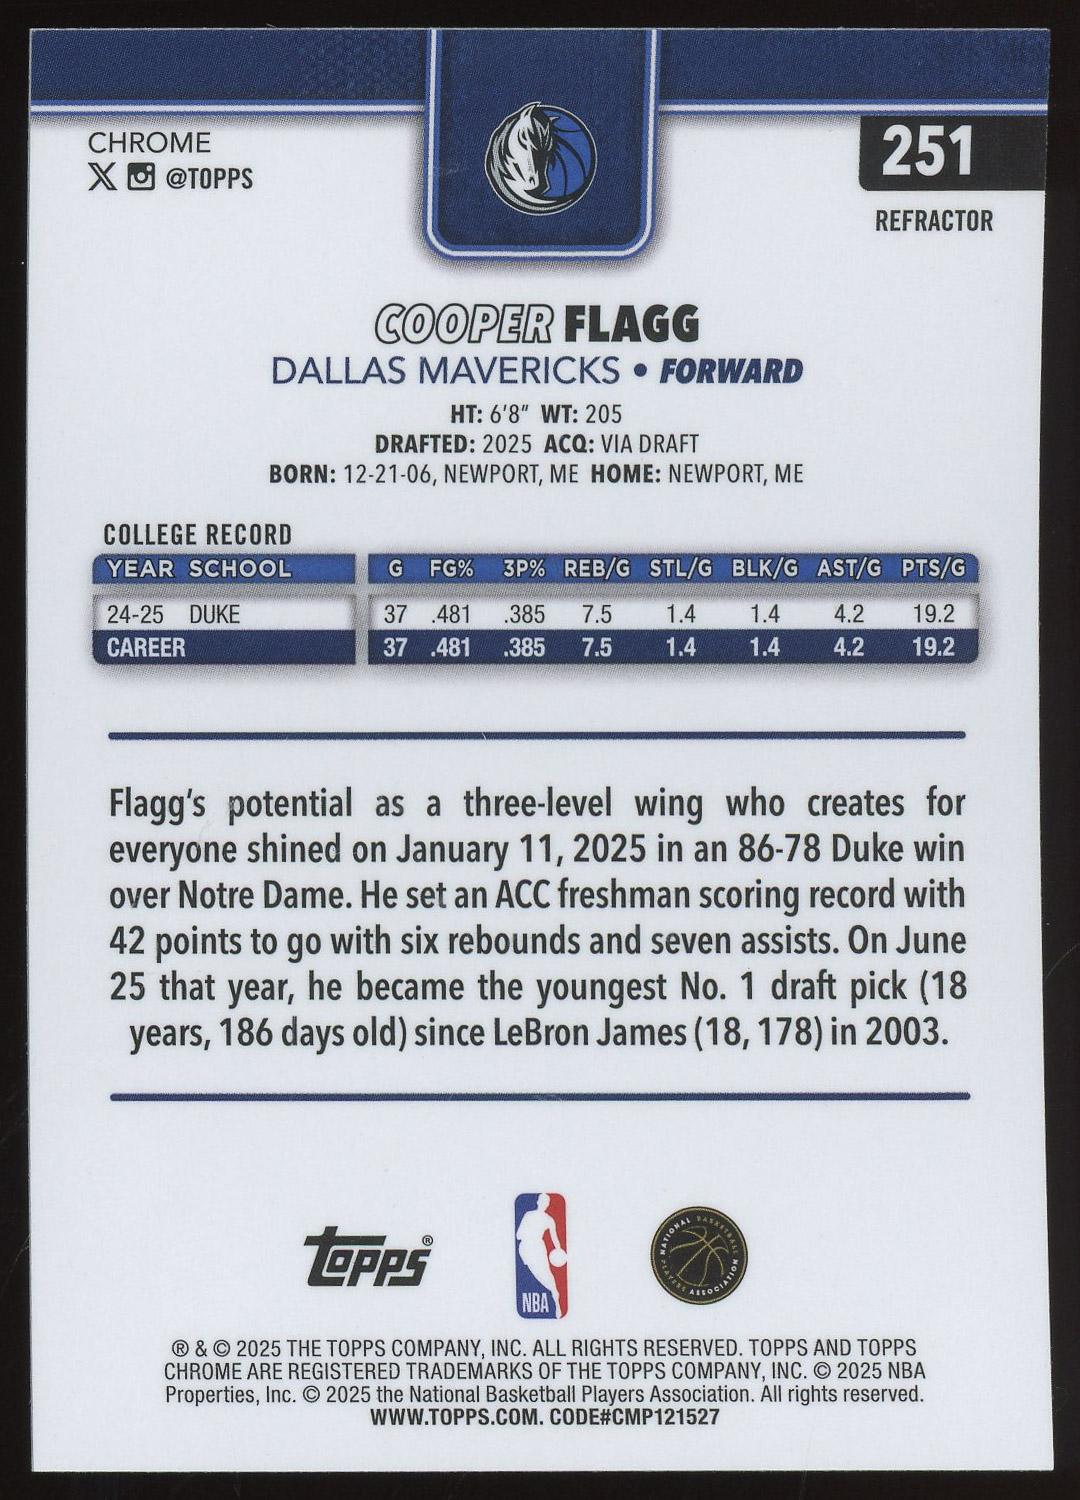 CHROME
@TOPPS
251
REFRACTOR
COOPER FLAGG
DALLAS MAVERICKS • FORWARD
HT: 6'8" WT: 205
DRAFTED: 2025 ACQ: VIA DRAFT
BORN: 12-21-06, NEWPORT, ME HOME: NEWPORT, ME
COLLEGE RECORD
YEAR SCHOOL G FG% 3P% REB/G STL/G BLK/G AST/G PTS/G
24-25 DUKE 37 .481 .385 7.5 1.4 1.4 4.2 19.2
CAREER 37 .481 .385 7.5 1.4 1.4 4.2 19.2
Flagg's potential as a three-level wing who creates for
everyone shined on January 11, 2025 in an 86-78 Duke win
over Notre Dame. He set an ACC freshman scoring record with
42 points to go with six rebounds and seven assists. On June
25 that year, he became the youngest No. 1 draft pick (18
years, 186 days old) since LeBron James (18, 178) in 2003.
topps®
NBA
NATIONAL BASKETBALL PLAYERS ASSOCIATION
® & © 2025 THE TOPPS COMPANY, INC. ALL RIGHTS RESERVED. TOPPS AND TOPPS
CHROME ARE REGISTERED TRADEMARKS OF THE TOPPS COMPANY, INC. © 2025 NBA
Properties, Inc. © 2025 the National Basketball Players Association. All rights reserved.
WWW.TOPPS.COM. CODE#CMP121527